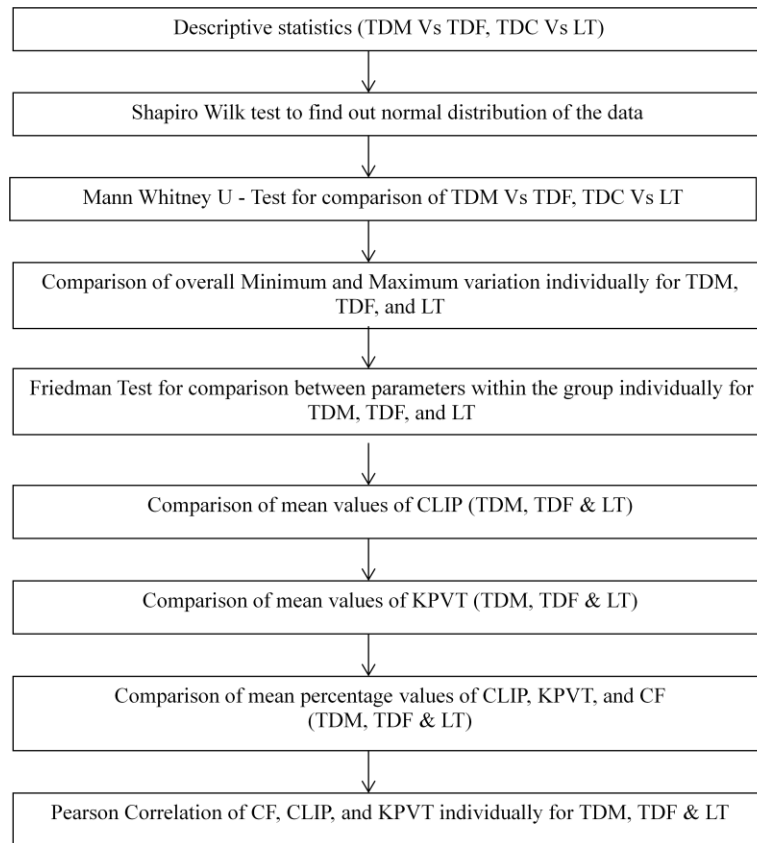 Descriptive statistics (TDM Vs TDF, TDC Vs LT)
Shapiro Wilk test to find out normal distribution of the data
Mann Whitney U - Test for comparison of TDM Vs TDF, TDC Vs LT
Comparison of overall Minimum and Maximum variation individually for TDM,
TDF, and LT
Friedman Test for comparison between parameters within the group individually for
TDM, TDF, and LT
Comparison of mean values of CLIP (TDM, TDF & LT)
Comparison of mean values of KPVT (TDM, TDF & LT)
Comparison of mean percentage values of CLIP, KPVT, and CF
(TDM, TDF & LT)
Pearson Correlation of CF, CLIP, and KPVT individually for TDM, TDF & LT